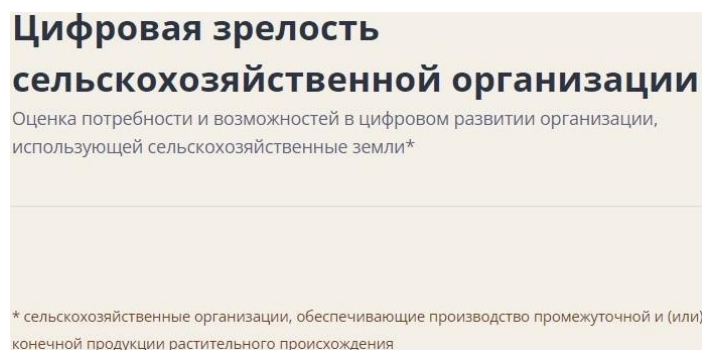 Цифровая зрелость
сельскохозяйственной организации
Оценка потребности и возможностей в цифровом развитии организации,
использующей сельскохозяйственные земли*
* сельскохозяйственные организации, обеспечивающие производство промежуточной и (или)
конечной продукции растительного происхождения